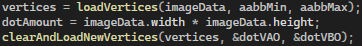 vertices = loadVertices(imageData, aabbMin, aabbMax);
dotAmount = imageData.width * imageData.height;
clearAndLoadNewVertices(vertices, &dotVAO, &dotVBO);